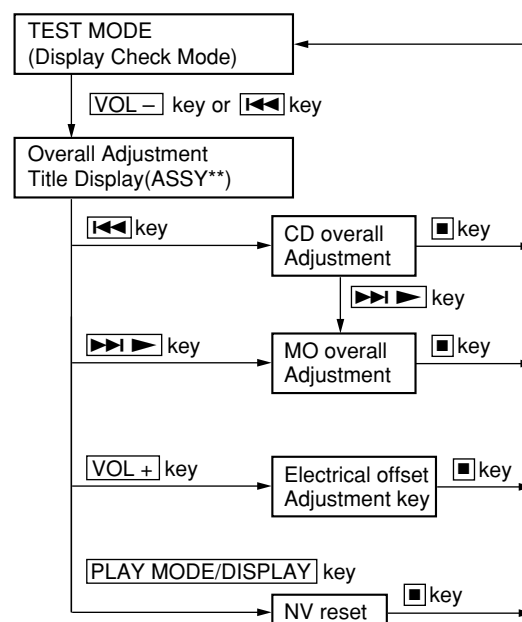 TEST MODE
(Display Check Mode)
VOL – key or ⏮ key
Overall Adjustment
Title Display(ASSY**)
⏮ key
CD overall
Adjustment
■ key
▶▶I ▶ key
▶▶I ▶ key
MO overall
Adjustment
■ key
VOL + key
Electrical offset
Adjustment key
■ key
PLAY MODE/DISPLAY key
NV reset
■ key